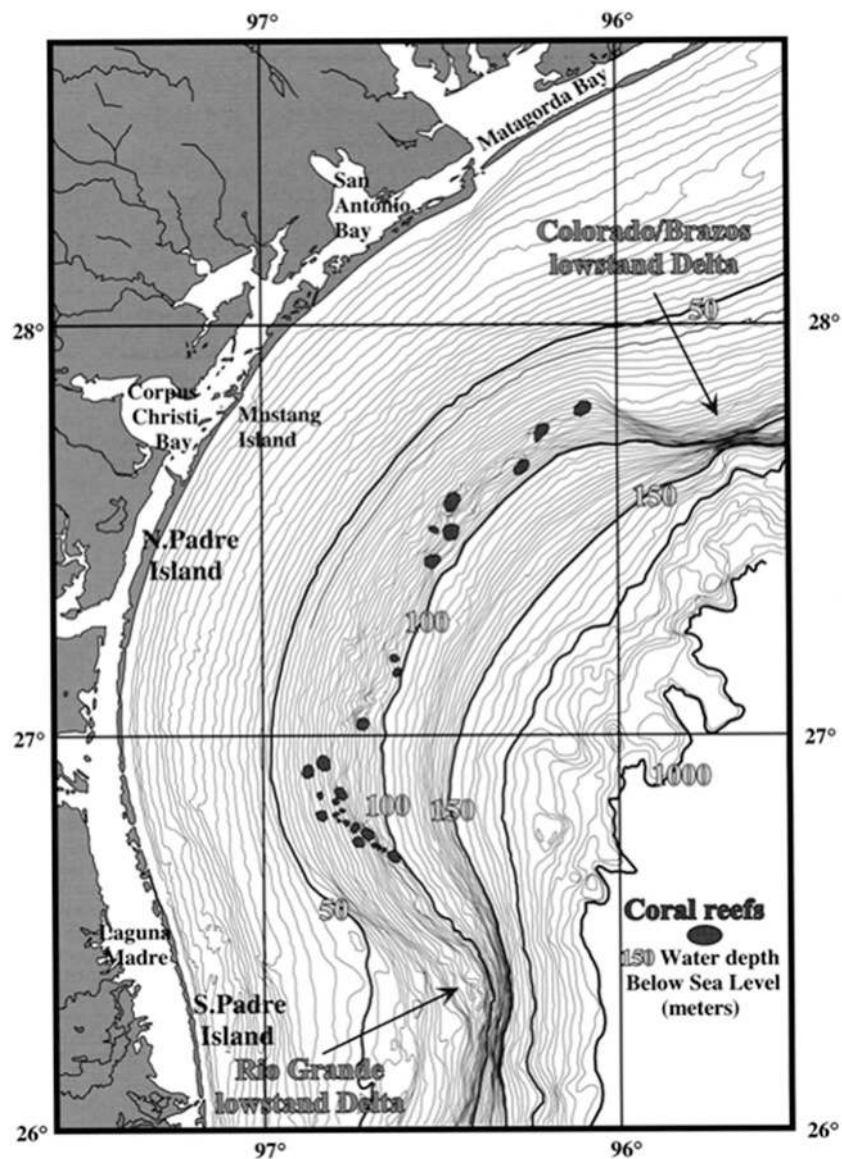 97°
96°
Matagorda Bay
San
Antonio
Bay
Colorado/Brazos
lowstand Delta
50
28°
28°
Corpus
Christi
Bay
Mustang
Island
150
N.Padre
Island
100
27°
27°
1000
100
150
Coral reefs
50
Laguna
Madre
150 Water depth
Below Sea Level
(meters)
S.Padre
Island
Rio Grande
lowstand Delta
26°
26°
97°
96°